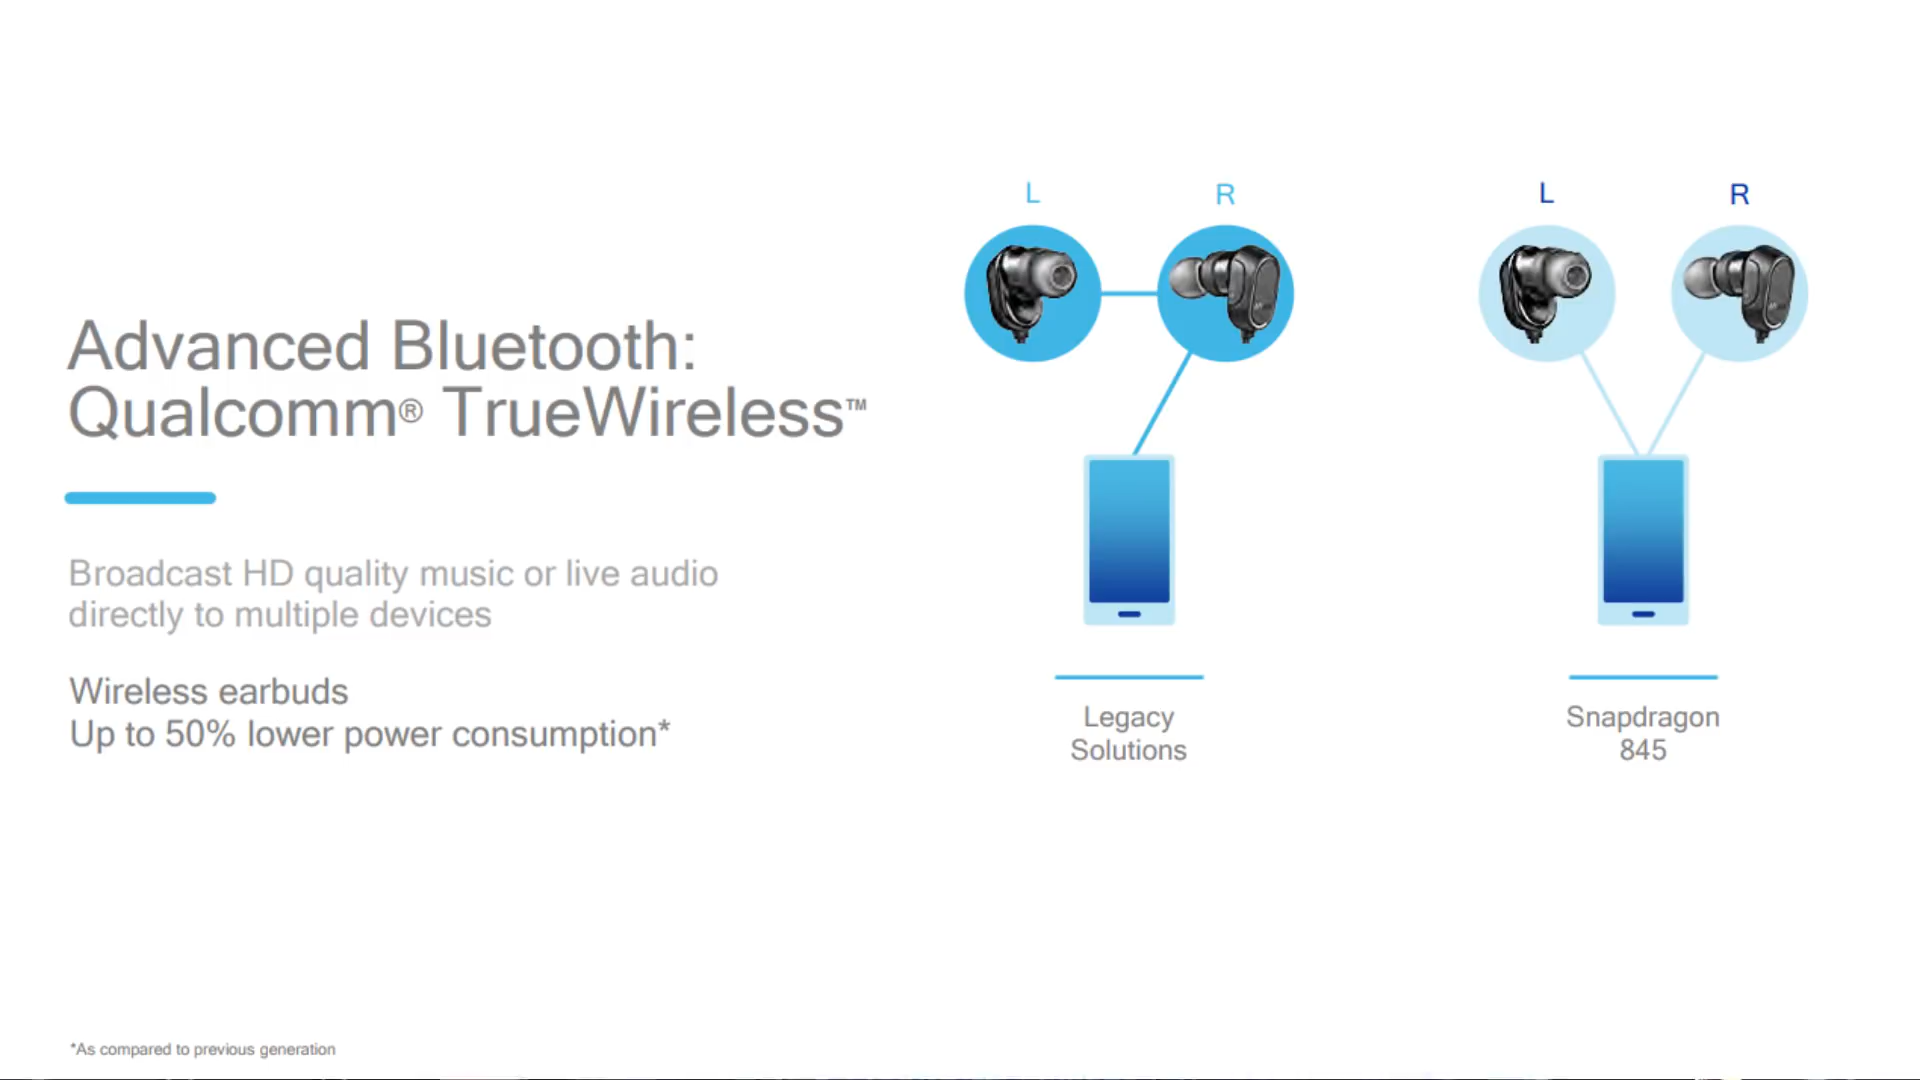 Advanced Bluetooth:
Qualcomm® TrueWireless™
Broadcast HD quality music or live audio
directly to multiple devices
Wireless earbuds
Up to 50% lower power consumption*
L R
Legacy
Solutions
L R
Snapdragon
845
*As compared to previous generation